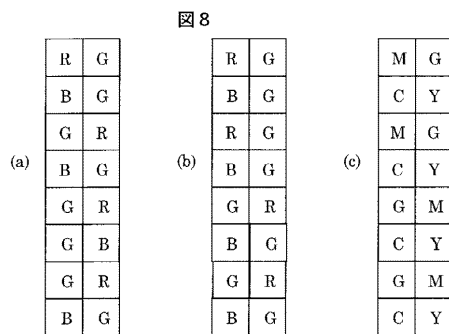 図8
R G R G M G
B G B G C Y
G R R G M G
(a) B G (b) B G (c) C Y
G R G R G M
G B B G C Y
G R G R G M
B G B G C Y